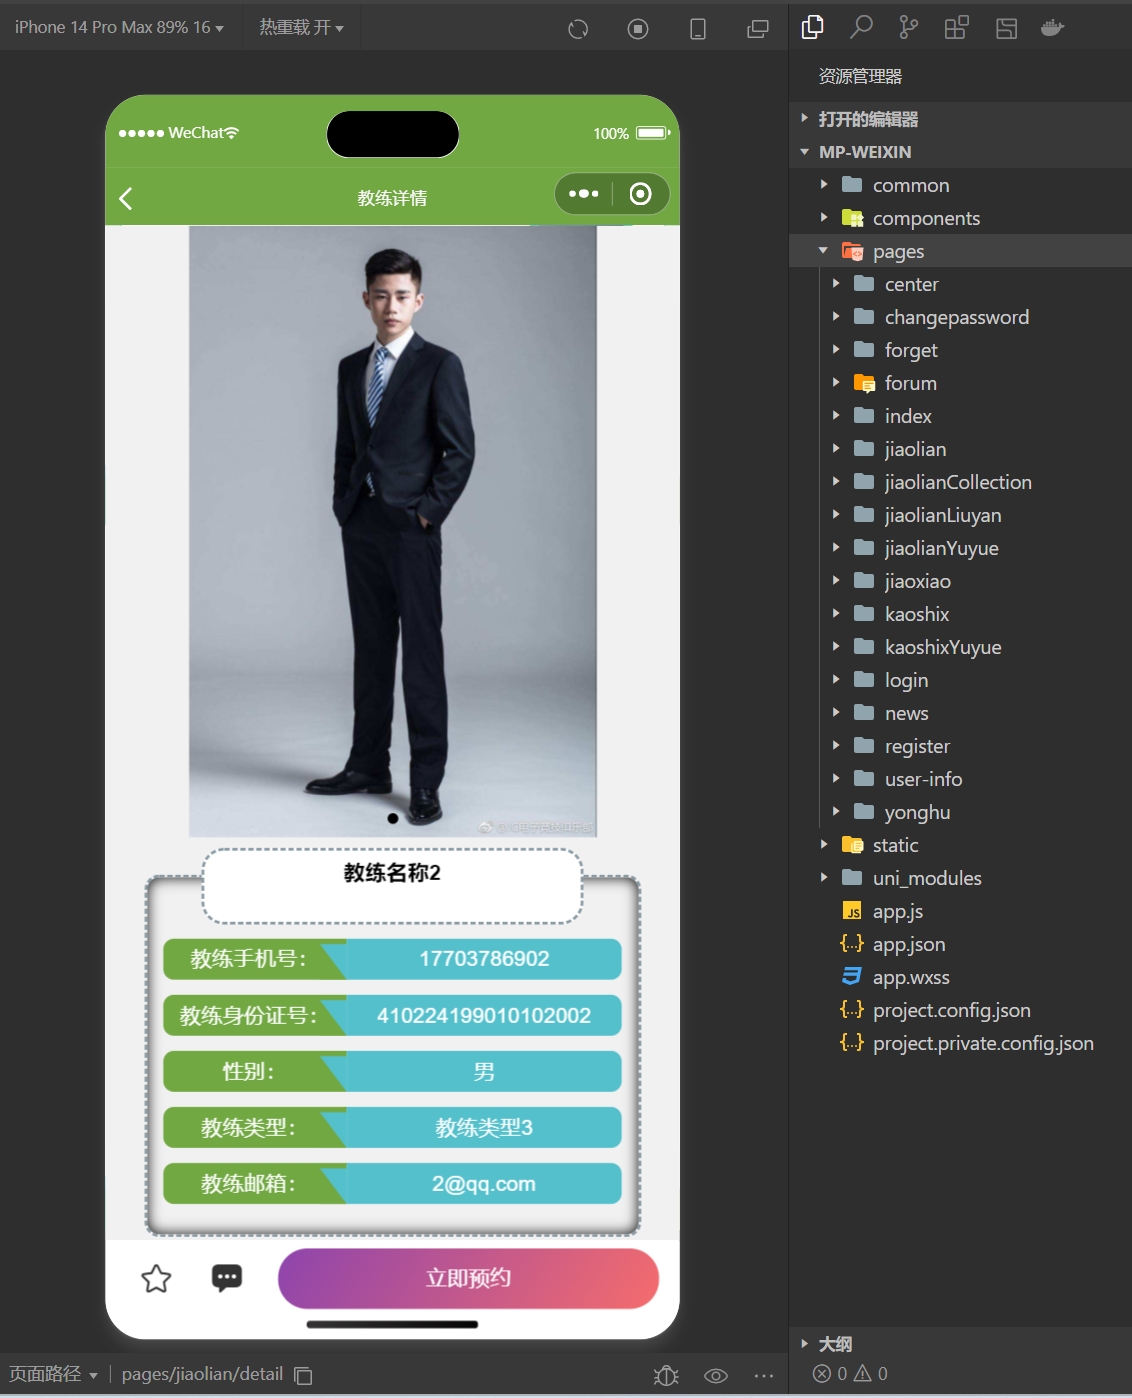 iPhone 14 Pro Max 89% 16
热重载 开
WeChat
100%
教练详情
教练名称2
教练手机号：
17703786902
教练身份证号：
410224199010102002
性别：
男
教练类型：
教练类型3
教练邮箱：
2@qq.com
立即预约
页面路径
pages/jiaolian/detail
资源管理器
打开的编辑器
MP-WEIXIN
common
components
pages
center
changepassword
forget
forum
index
jiaolian
jiaolianCollection
jiaolianLiuyan
jiaolianYuyue
jiaoxiao
kaoshix
kaoshixYuyue
login
news
register
user-info
yonghu
static
uni_modules
JS app.js
{..} app.json
app.wxss
{..} project.config.json
{..} project.private.config.json
大纲
0
0